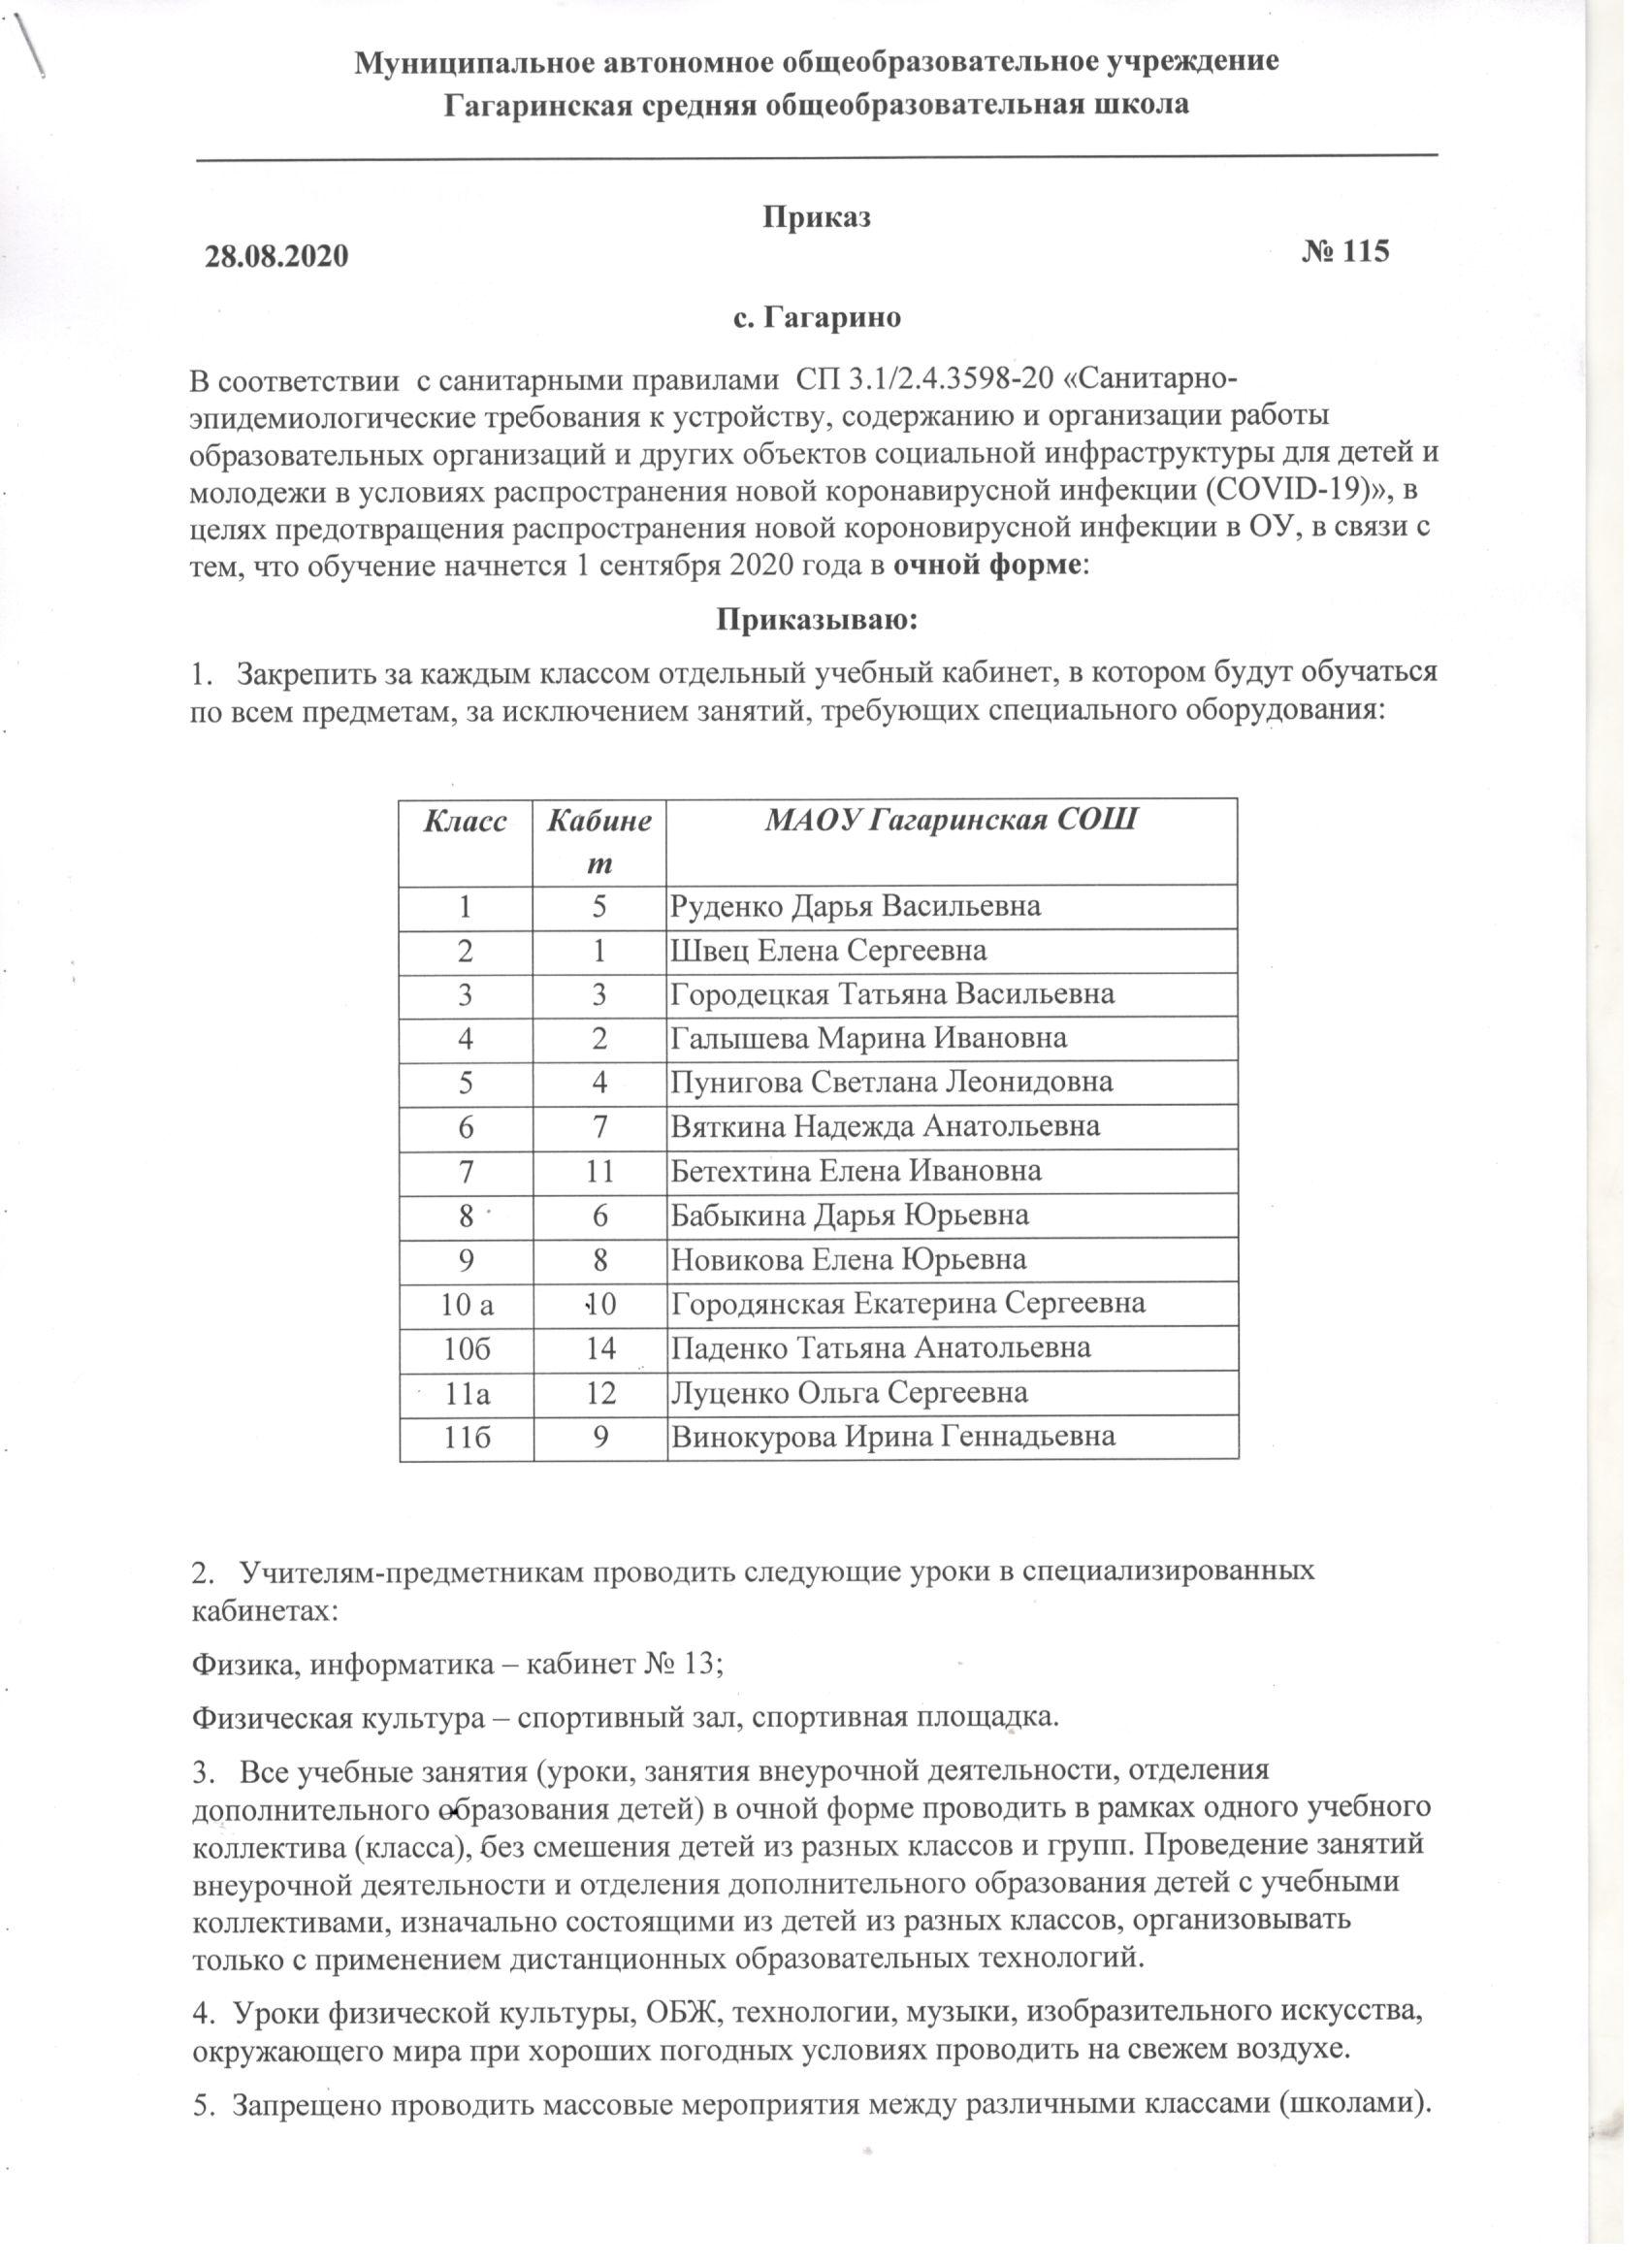 Муниципальное автономное общеобразовательное учреждение
Гагаринская средняя общеобразовательная школа
Приказ
28.08.2020 № 115
с. Гагарино
В соответствии с санитарными правилами СП 3.1/2.4.3598-20 «Санитарно-
эпидемиологические требования к устройству, содержанию и организации работы
образовательных организаций и других объектов социальной инфраструктуры для детей и
молодежи в условиях распространения новой коронавирусной инфекции (COVID-19)», в
целях предотвращения распространения новой короновирусной инфекции в ОУ, в связи с
тем, что обучение начнется 1 сентября 2020 года в очной форме:
Приказываю:
1. Закрепить за каждым классом отдельный учебный кабинет, в котором будут обучаться
по всем предметам, за исключением занятий, требующих специального оборудования:
Класс Кабине МАОУ Гагаринская СОШ
т
1 5 Руденко Дарья Васильевна
2 1 Швец Елена Сергеевна
3 3 Городецкая Татьяна Васильевна
4 2 Галышева Марина Ивановна
5 4 Пунигова Светлана Леонидовна
6 7 Вяткина Надежда Анатольевна
7 11 Бетехтина Елена Ивановна
8 6 Бабыкина Дарья Юрьевна
9 8 Новикова Елена Юрьевна
10 а 10 Городянская Екатерина Сергеевна
10б 14 Паденко Татьяна Анатольевна
11а 12 Луценко Ольга Сергеевна
11б 9 Винокурова Ирина Геннадьевна
2. Учителям-предметникам проводить следующие уроки в специализированных
кабинетах:
Физика, информатика – кабинет № 13;
Физическая культура – спортивный зал, спортивная площадка.
3. Все учебные занятия (уроки, занятия внеурочной деятельности, отделения
дополнительного образования детей) в очной форме проводить в рамках одного учебного
коллектива (класса), без смешения детей из разных классов и групп. Проведение занятий
внеурочной деятельности и отделения дополнительного образования детей с учебными
коллективами, изначально состоящими из детей из разных классов, организовывать
только с применением дистанционных образовательных технологий.
4. Уроки физической культуры, ОБЖ, технологии, музыки, изобразительного искусства,
окружающего мира при хороших погодных условиях проводить на свежем воздухе.
5. Запрещено проводить массовые мероприятия между различными классами (школами).